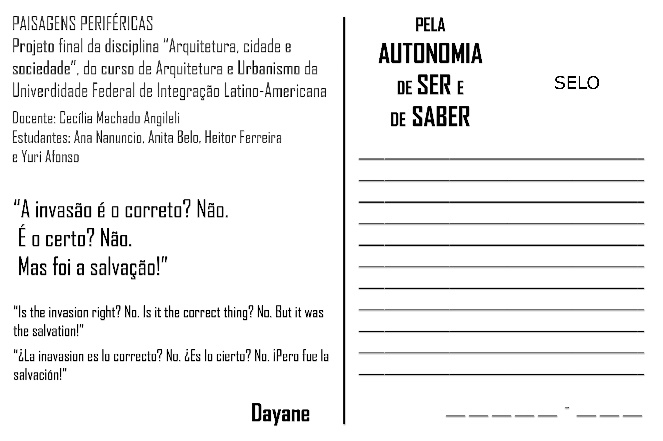 PAISAGENS PERIFÉRICAS
Projeto final da disciplina “Arquitetura, cidade e
sociedade”, do curso de Arquitetura e Urbanismo da
Univerdidade Federal de Integração Latino-Americana
Docente: Cecília Machado Angileli
Estudantes: Ana Nanuncio, Anita Belo, Heitor Ferreira
e Yuri Afonso
“A invasão é o correto? Não.
É o certo? Não.
Mas foi a salvação!”
“Is the invasion right? No. Is it the correct thing? No. But it was
the salvation!”
“¿La inavasion es lo correcto? No. ¿Es lo cierto? No. ¡Pero fue la
salvación!”
Dayane
PELA
AUTONOMIA
DE SER E
DE SABER
SELO